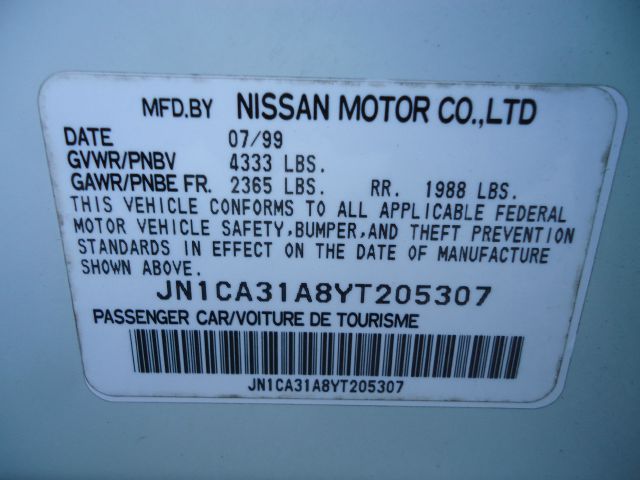 MFD.BY NISSAN MOTOR CO.,LTD
DATE 07/99
GVWR/PNBV 4333 LBS.
GAWR/PNBE FR. 2365 LBS. RR. 1988 LBS.
THIS VEHICLE CONFORMS TO ALL APPLICABLE FEDERAL
MOTOR VEHICLE SAFETY,BUMPER,AND THEFT PREVENTION
STANDARDS IN EFFECT ON THE DATE OF MANUFACTURE
SHOWN ABOVE.
JN1CA31A8YT205307
PASSENGER CAR/VOITURE DE TOURISME
JN1CA31A8YT205307